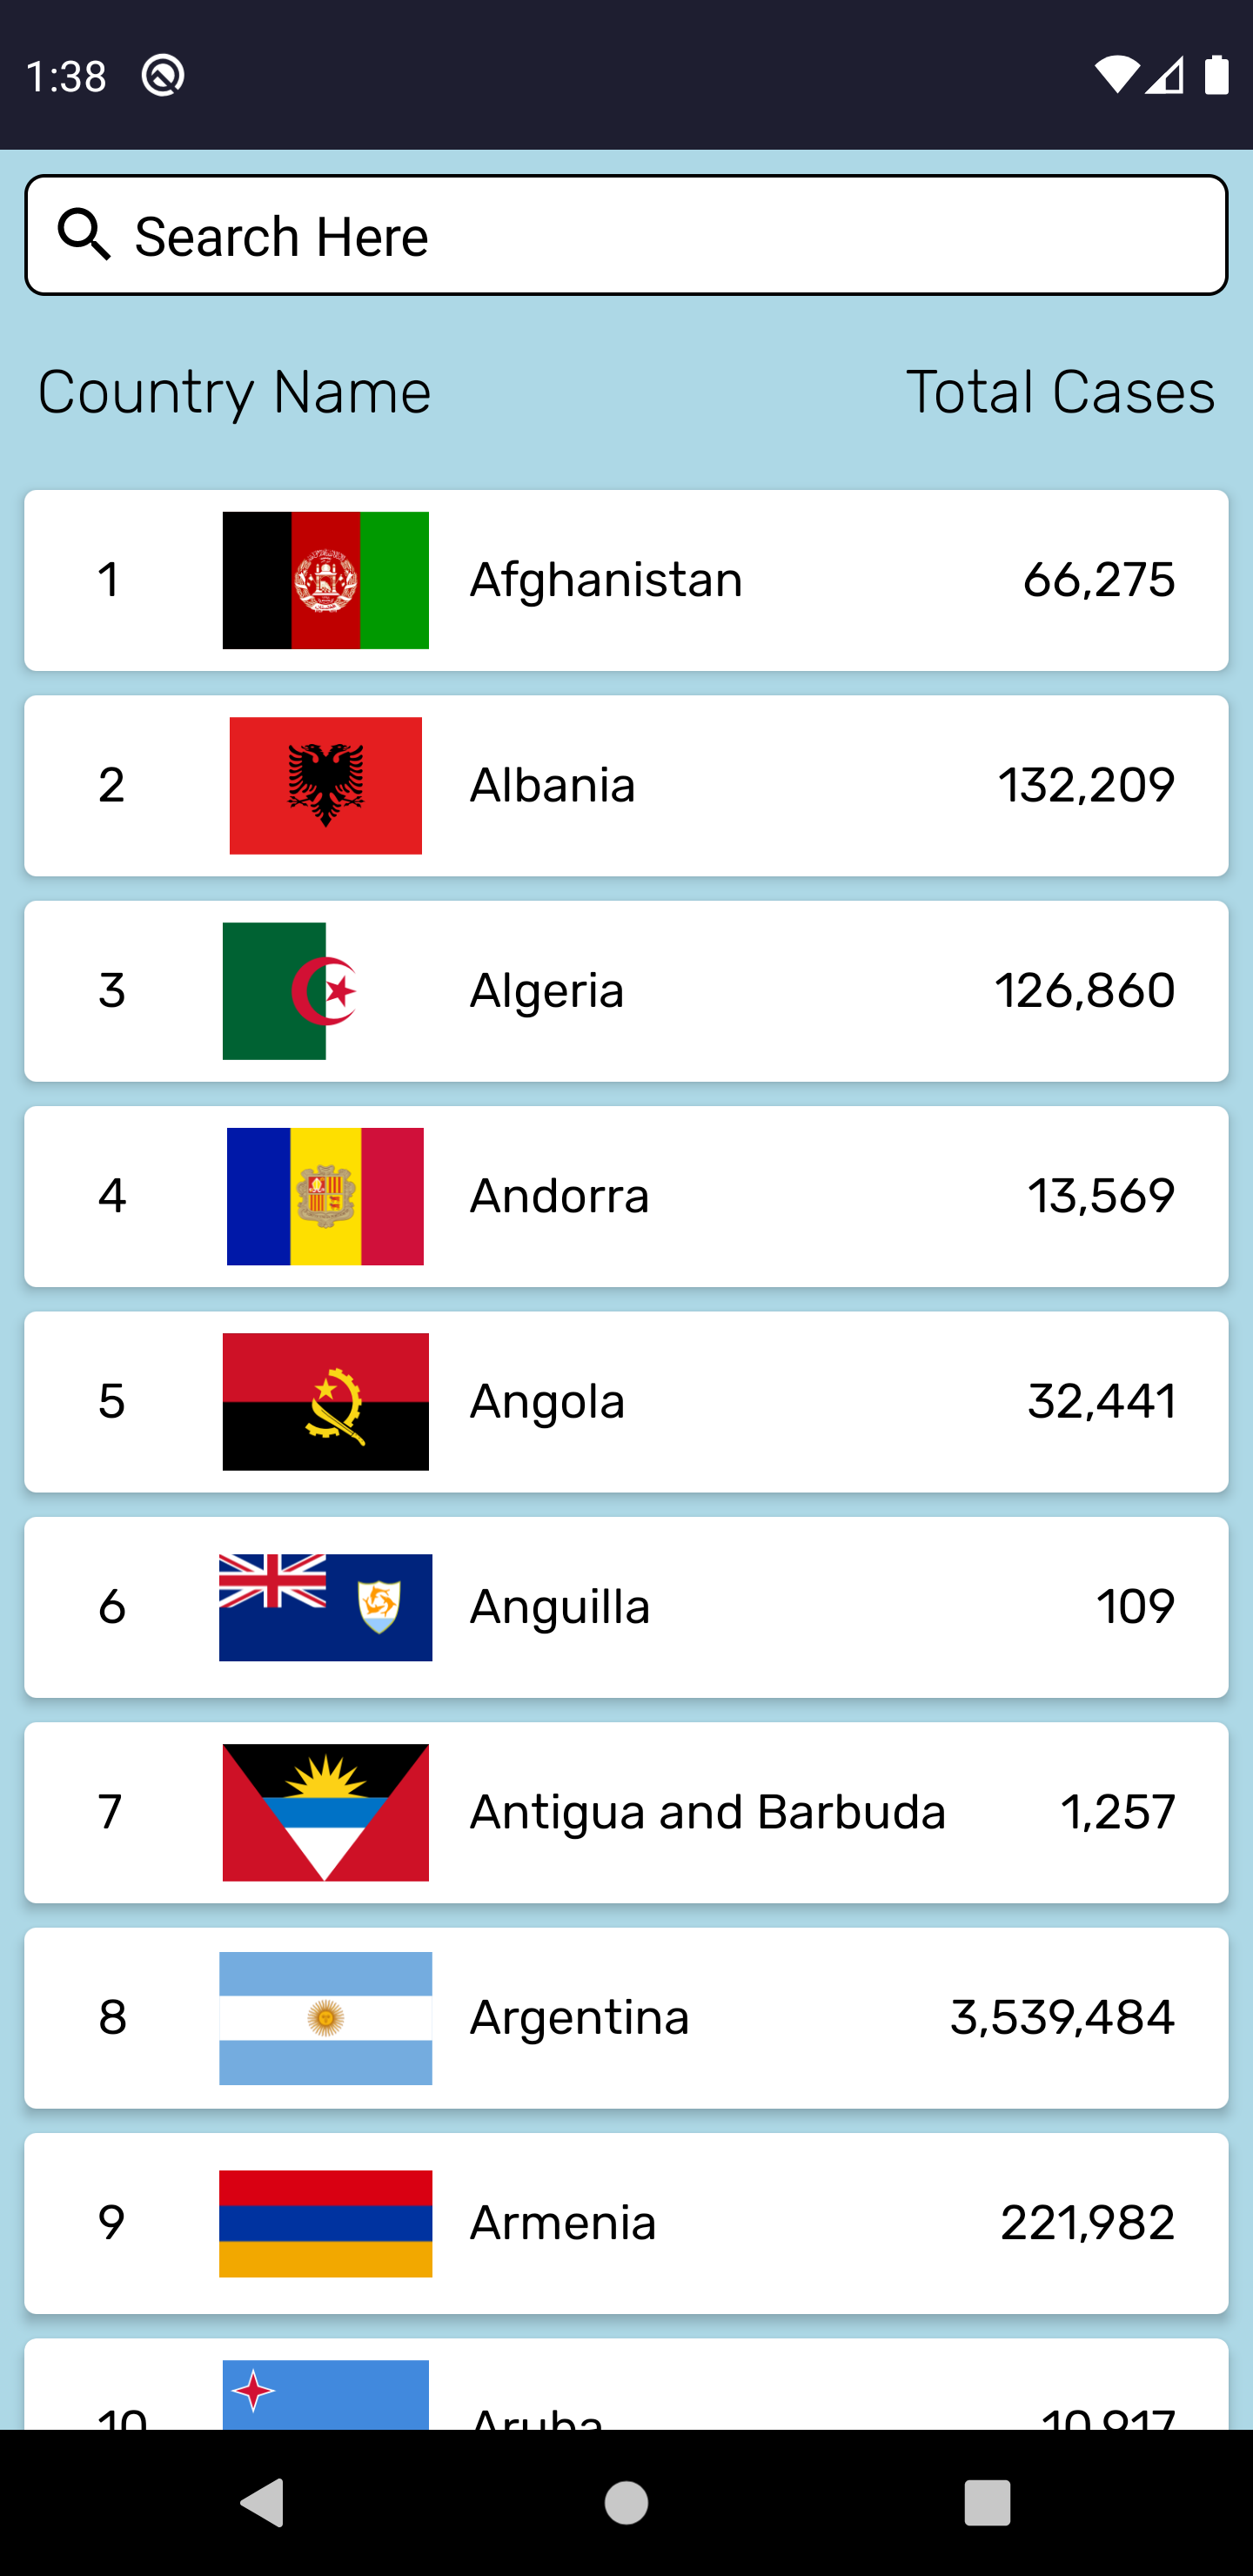 1:38
Search Here
Country Name Total Cases
1 Afghanistan 66,275
2 Albania 132,209
3 Algeria 126,860
4 Andorra 13,569
5 Angola 32,441
6 Anguilla 109
7 Antigua and Barbuda 1,257
8 Argentina 3,539,484
9 Armenia 221,982
10 Aruba 10,917